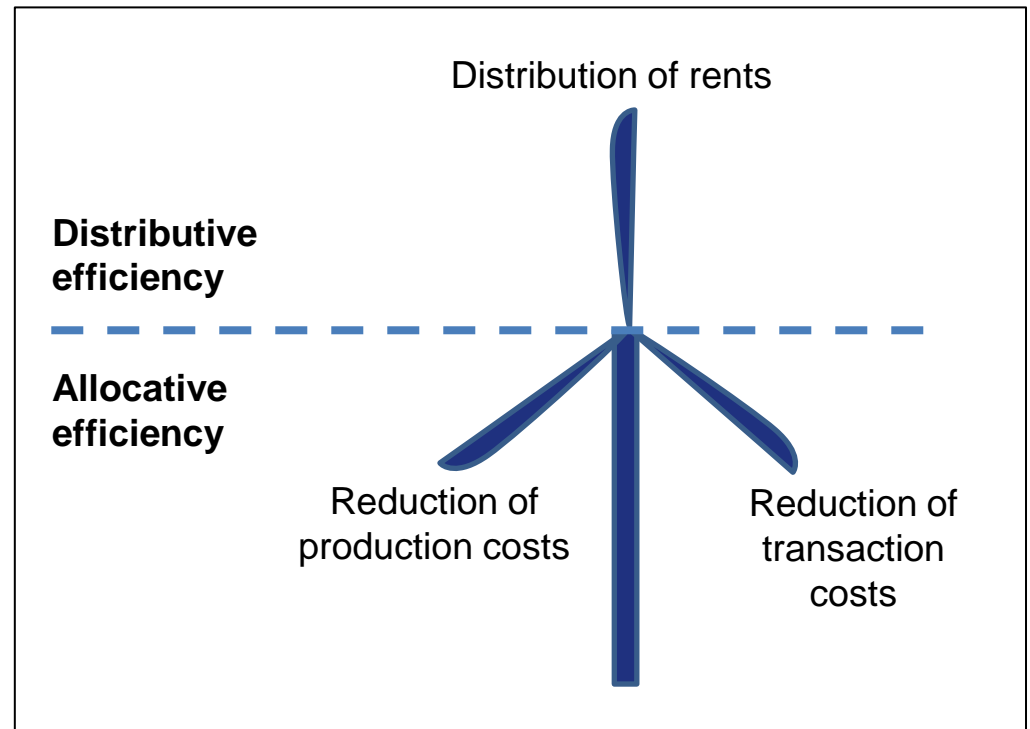 Distribution of rents
Distributive
efficiency
Allocative
efficiency
Reduction of
production costs
Reduction of
transaction
costs